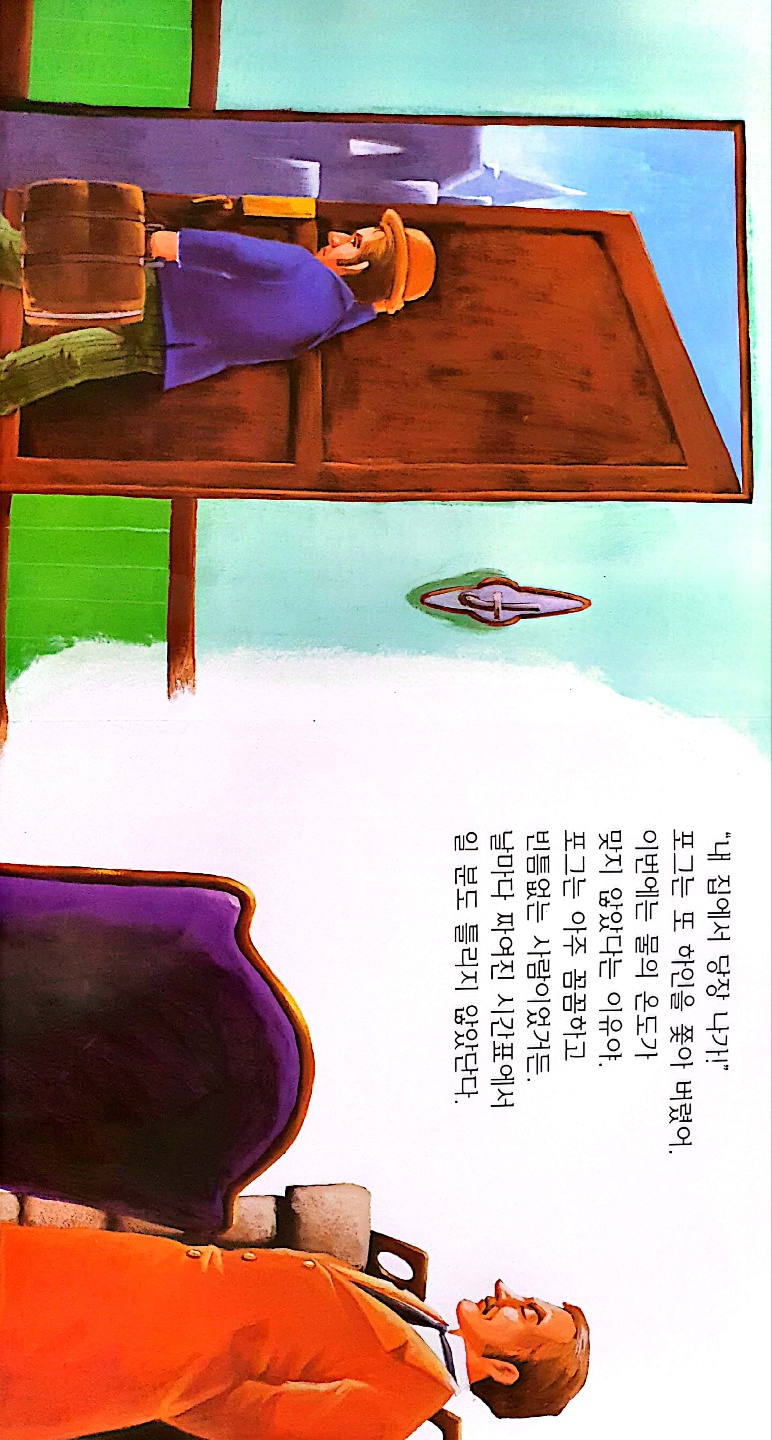 “내 집에서 당장 나가!”
포그는 또 하인을 쫓아 버렸어.
이번에는 물의 온도가
맞지 않았다는 이유야.
포그는 아주 꼼꼼하고
빈틈없는 사람이었거든.
날마다 짜여진 시간표에서
일 분도 틀리지 않았단다.